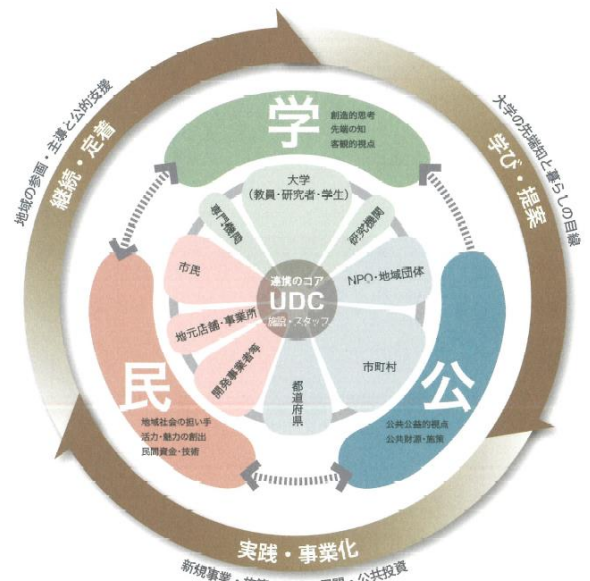 地域の参画・主導と公的支援
継続・定着
大学の先端知と暮らしの目線
学び・提案
学
創造的思考
先端の知
客観的視点
大学
(教員・研究者・学生)
専門機関
研究機関
市民
NPO・地域団体
連携のコア
UDC
施設・スタッフ
地元店舗・事業所
開発事業者等
市町村
都道府県
民
地域社会の担い手
活力・魅力の創出
民間資金・技術
公
公共公益的視点
公共財源・施策
実践・事業化
新規事業・
・公共投資